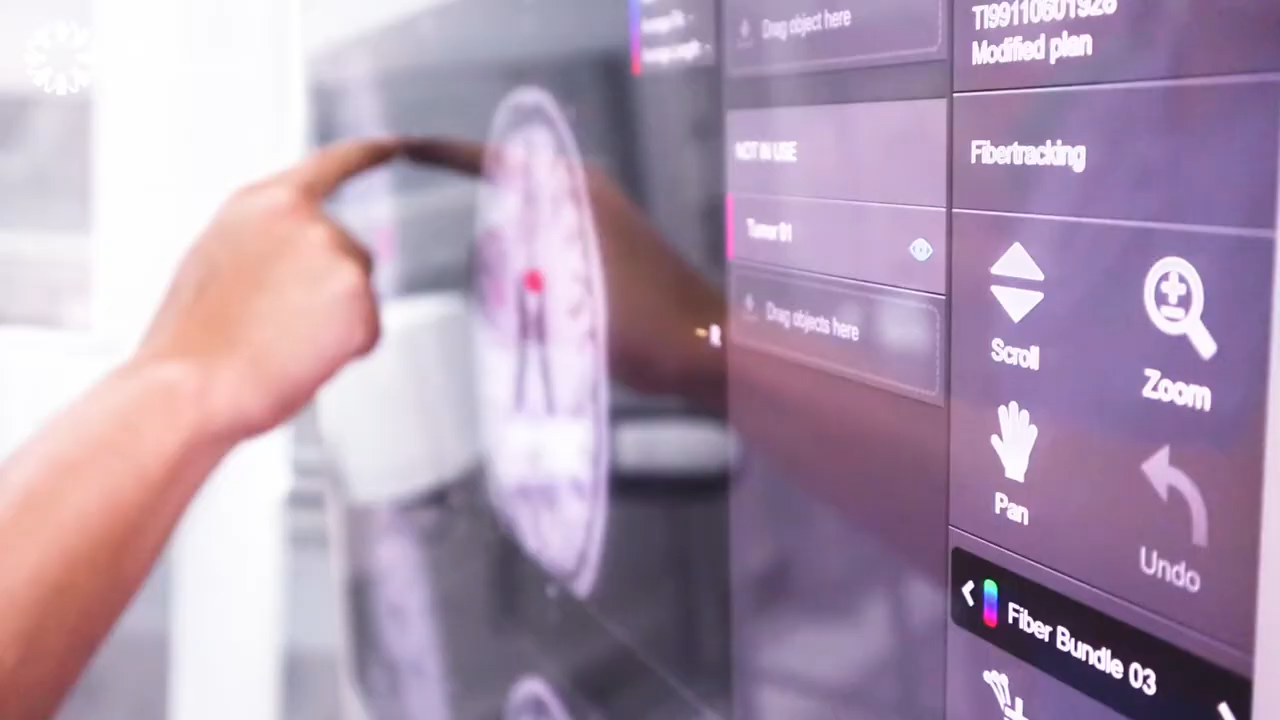 Drag object here
NOT IN USE
Tumor 01
Drag objects here
R
Modified plan
Fibertracking
Scroll
Zoom
Pan
Undo
Fiber Bundle 03